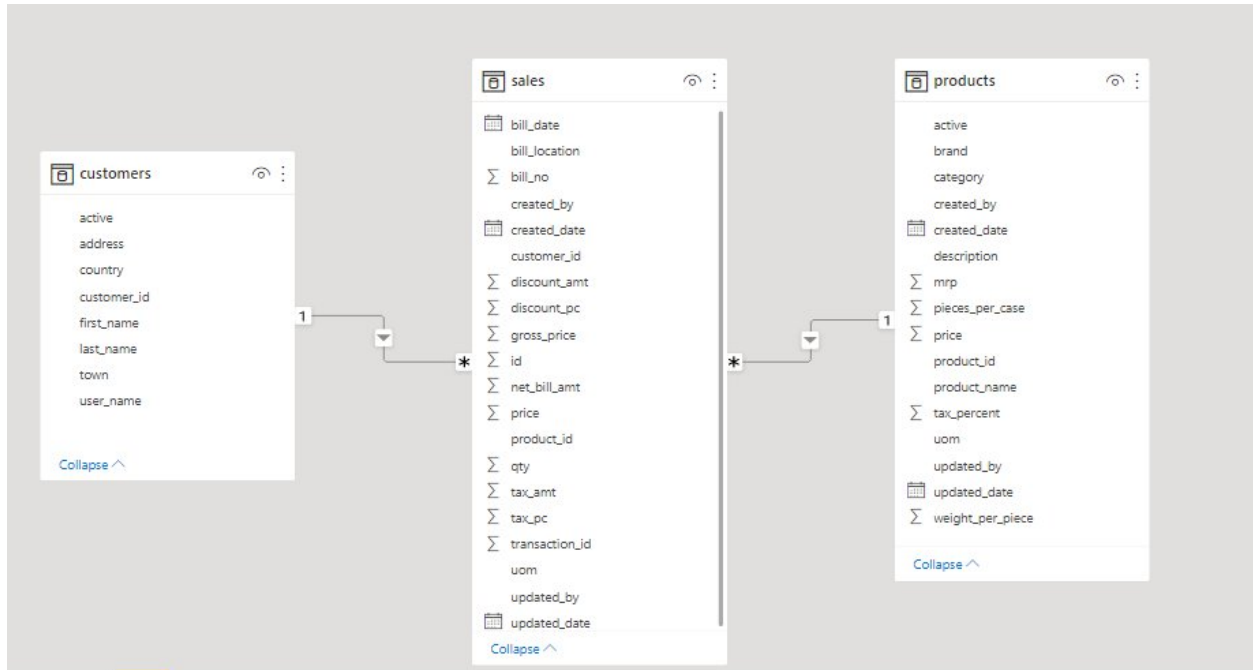 customers
active
address
country
customer_id
first_name
last_name
town
user_name
Collapse
1
*
sales
bill_date
bill_location
bill_no
created_by
created_date
customer_id
discount_amt
discount_pc
gross_price
id
net_bill_amt
price
product_id
qty
tax_amt
tax_pc
transaction_id
uom
updated_by
updated_date
Collapse
*
1
products
active
brand
category
created_by
created_date
description
mrp
pieces_per_case
price
product_id
product_name
tax_percent
uom
updated_by
updated_date
weight_per_piece
Collapse